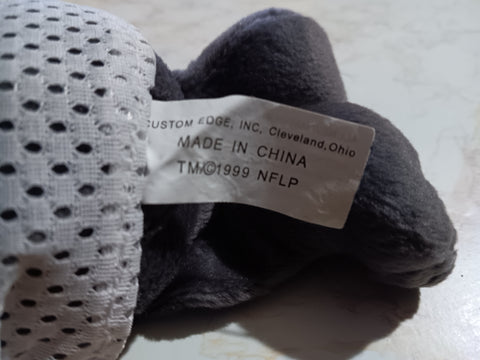 CUSTOM EDGE, INC, Cleveland, Ohio
MADE IN CHINA
TM/©1999 NFLP